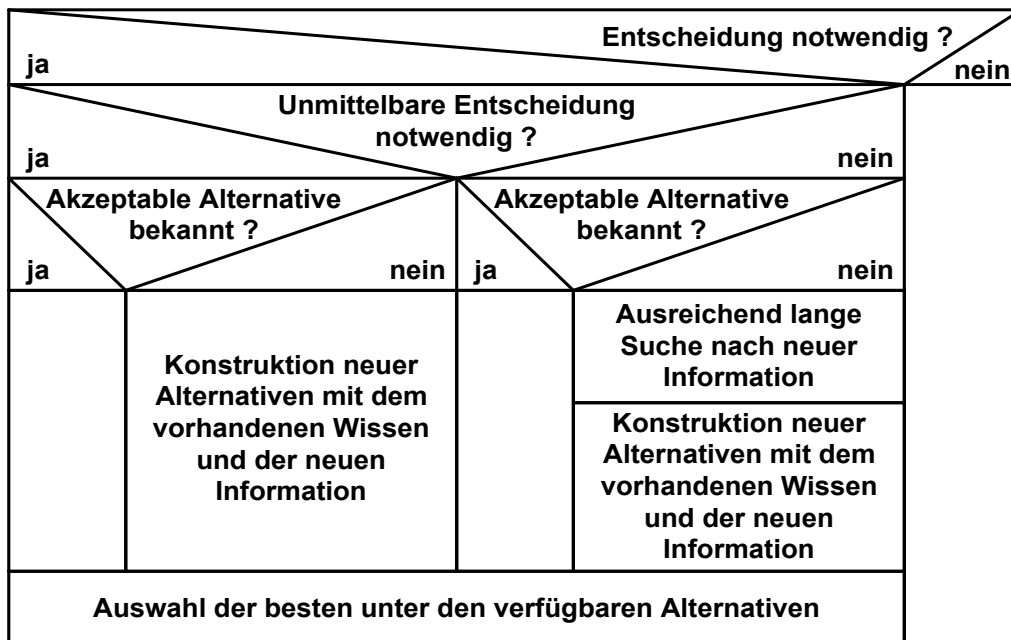 Entscheidung notwendig ?
ja
nein
Unmittelbare Entscheidung
notwendig ?
ja
nein
Akzeptable Alternative
bekannt ?
ja
nein
Akzeptable Alternative
bekannt ?
ja
nein
Konstruktion neuer
Alternativen mit dem
vorhandenen Wissen
und der neuen
Information
Ausreichend lange
Suche nach neuer
Information
Konstruktion neuer
Alternativen mit dem
vorhandenen Wissen
und der neuen
Information
Auswahl der besten unter den verfügbaren Alternativen